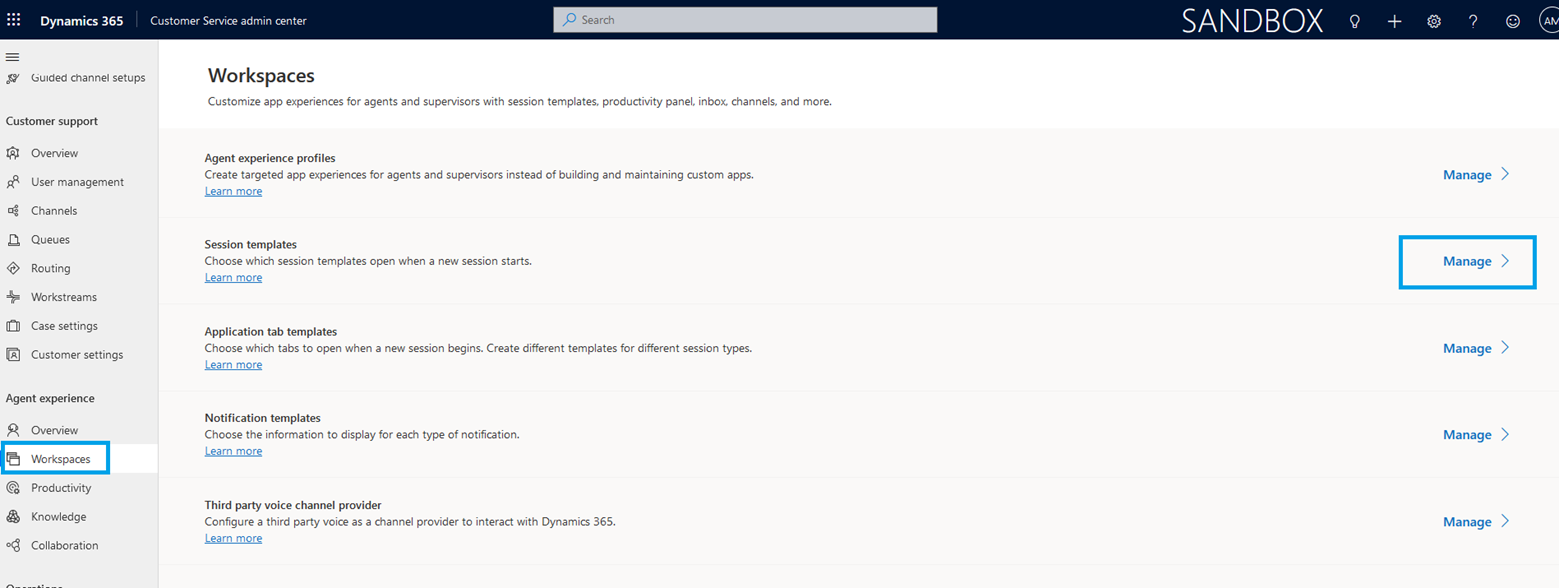 Dynamics 365 Customer Service admin center Search SANDBOX AM
Guided channel setups
Customer support
Overview
User management
Channels
Queues
Routing
Workstreams
Case settings
Customer settings
Agent experience
Overview
Workspaces
Productivity
Knowledge
Collaboration
Operations
Workspaces
Customize app experiences for agents and supervisors with session templates, productivity panel, inbox, channels, and more.
Agent experience profiles
Create targeted app experiences for agents and supervisors instead of building and maintaining custom apps.
Learn more
Manage
Session templates
Choose which session templates open when a new session starts.
Learn more
Manage
Application tab templates
Choose which tabs to open when a new session begins. Create different templates for different session types.
Learn more
Manage
Notification templates
Choose the information to display for each type of notification.
Learn more
Manage
Third party voice channel provider
Configure a third party voice as a channel provider to interact with Dynamics 365.
Learn more
Manage